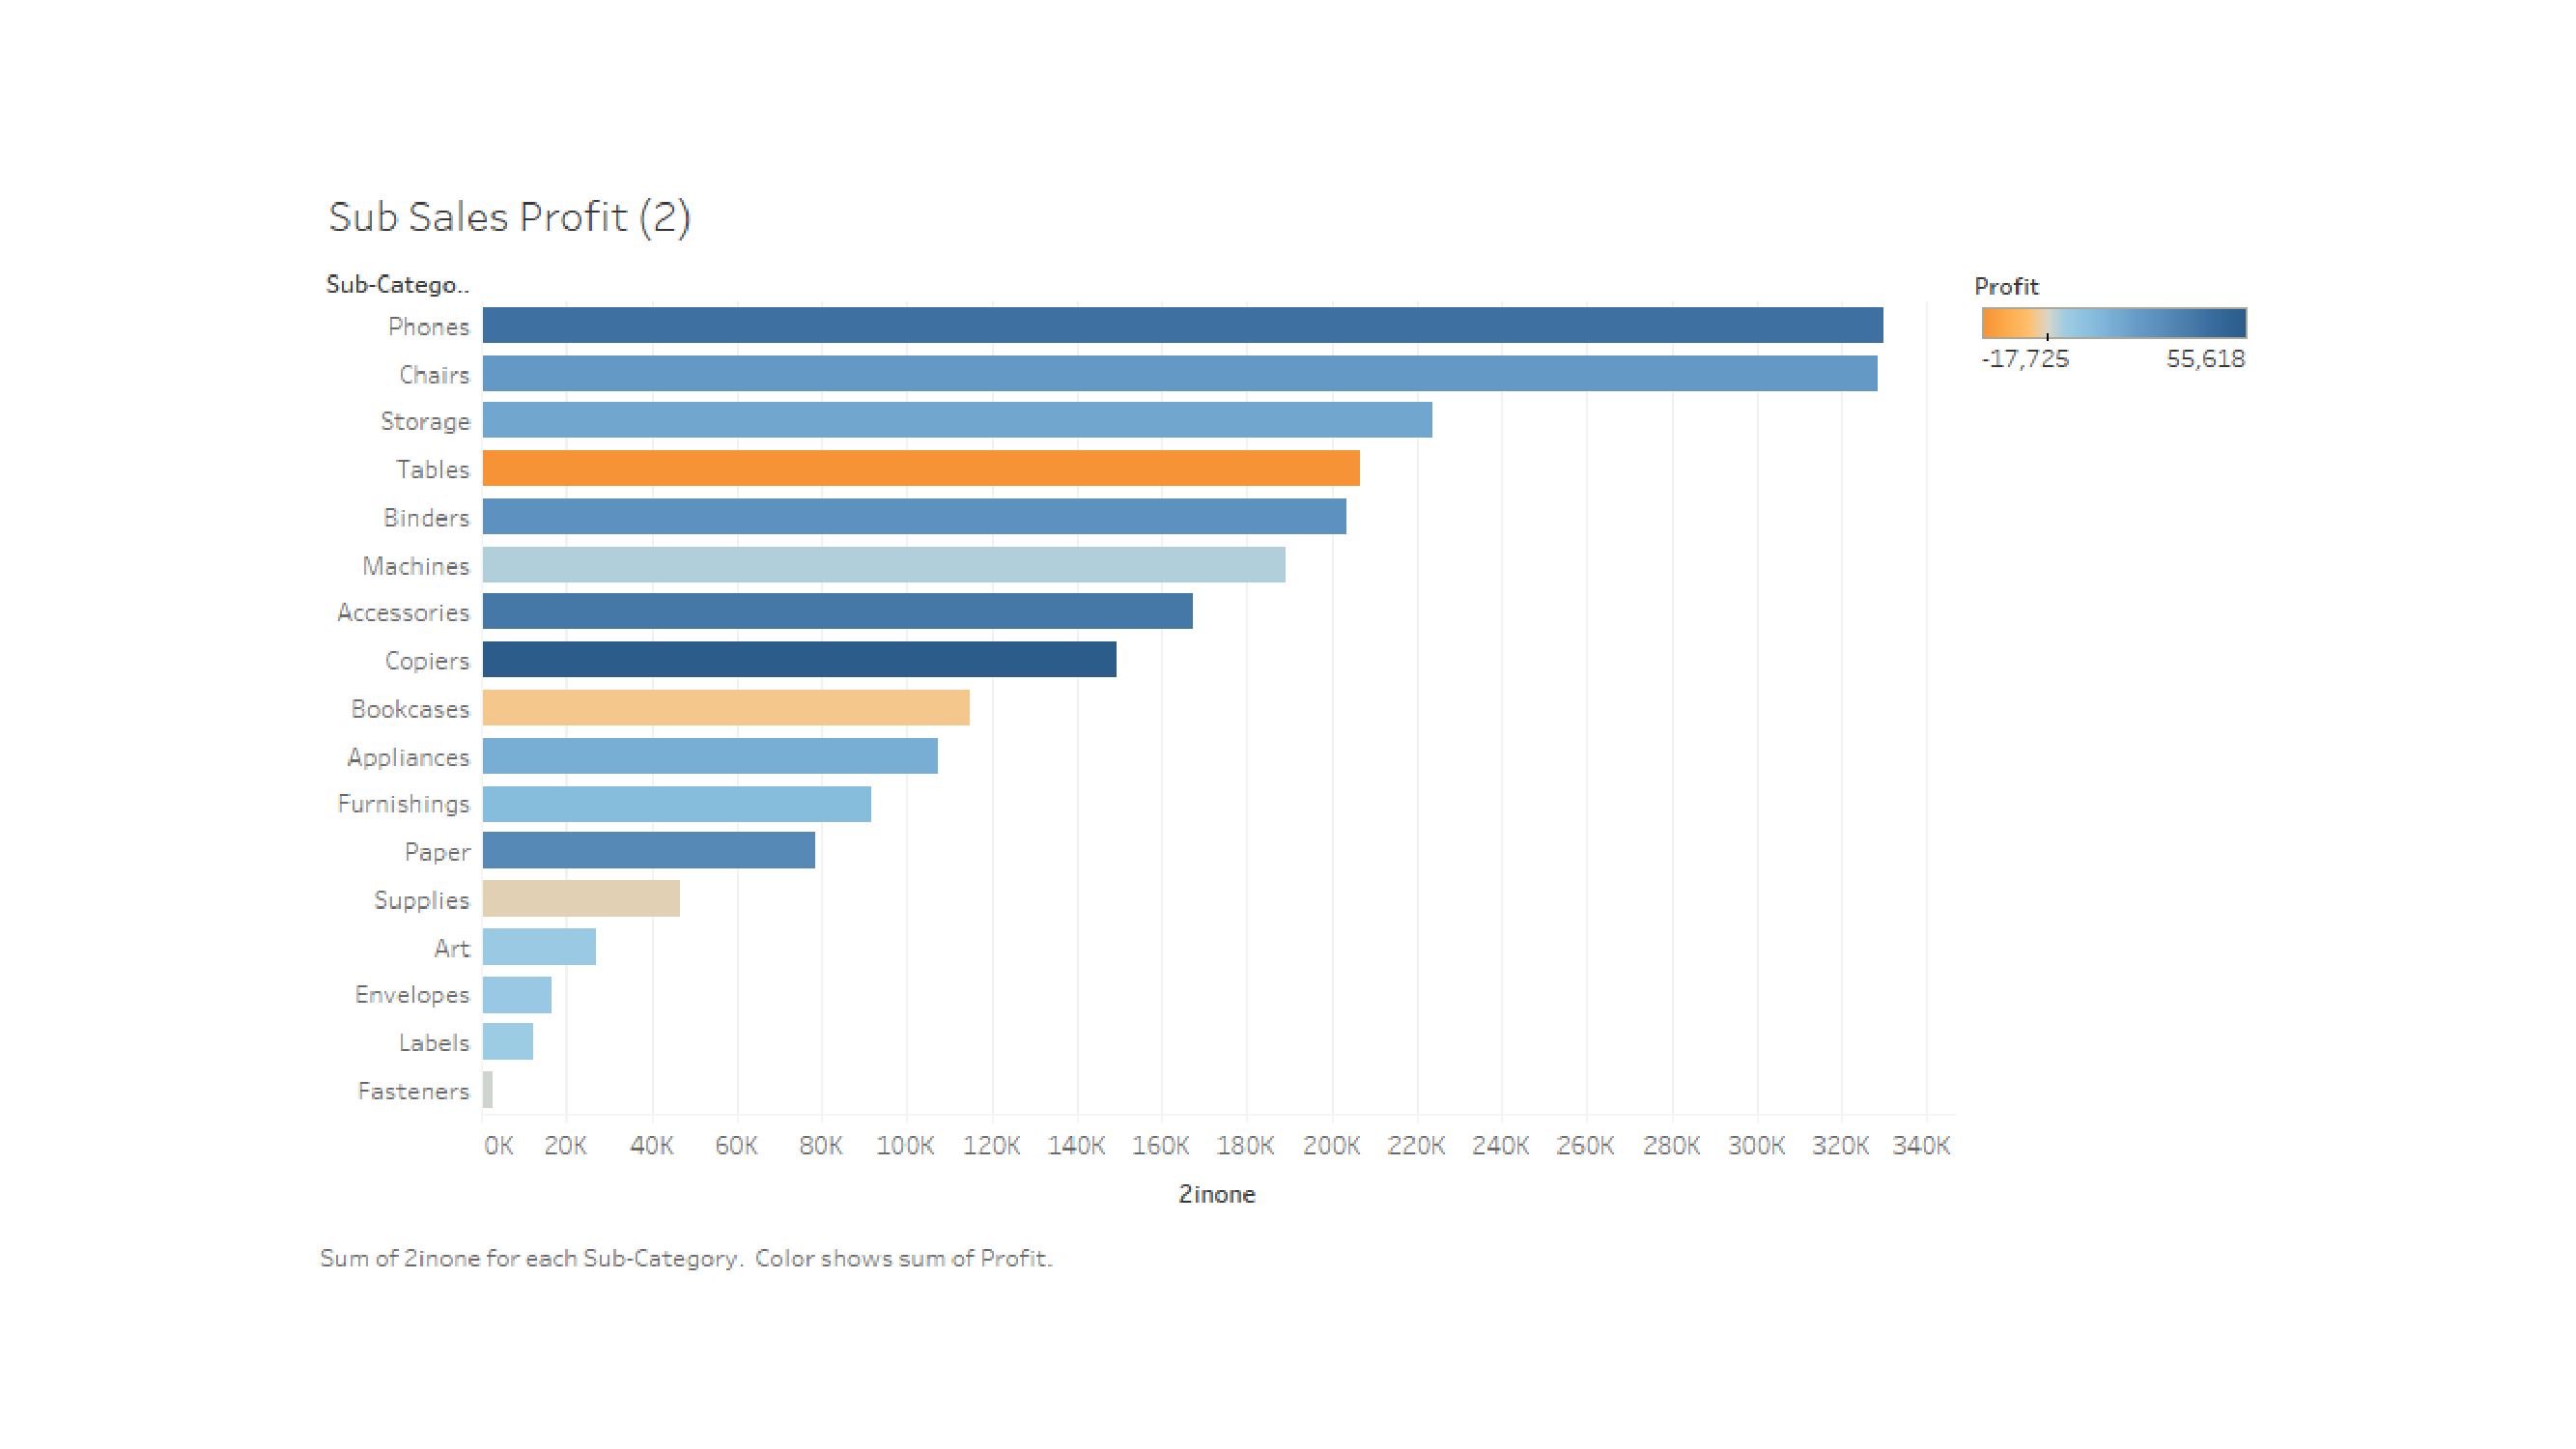 Sub Sales Profit (2)
Sub-Catego..
Profit
-17,725 55,618
Phones
Chairs
Storage
Tables
Binders
Machines
Accessories
Copiers
Bookcases
Appliances
Furnishings
Paper
Supplies
Art
Envelopes
Labels
Fasteners
0K 20K 40K 60K 80K 100K 120K 140K 160K 180K 200K 220K 240K 260K 280K 300K 320K 340K
2inone
Sum of 2inone for each Sub-Category. Color shows sum of Profit.